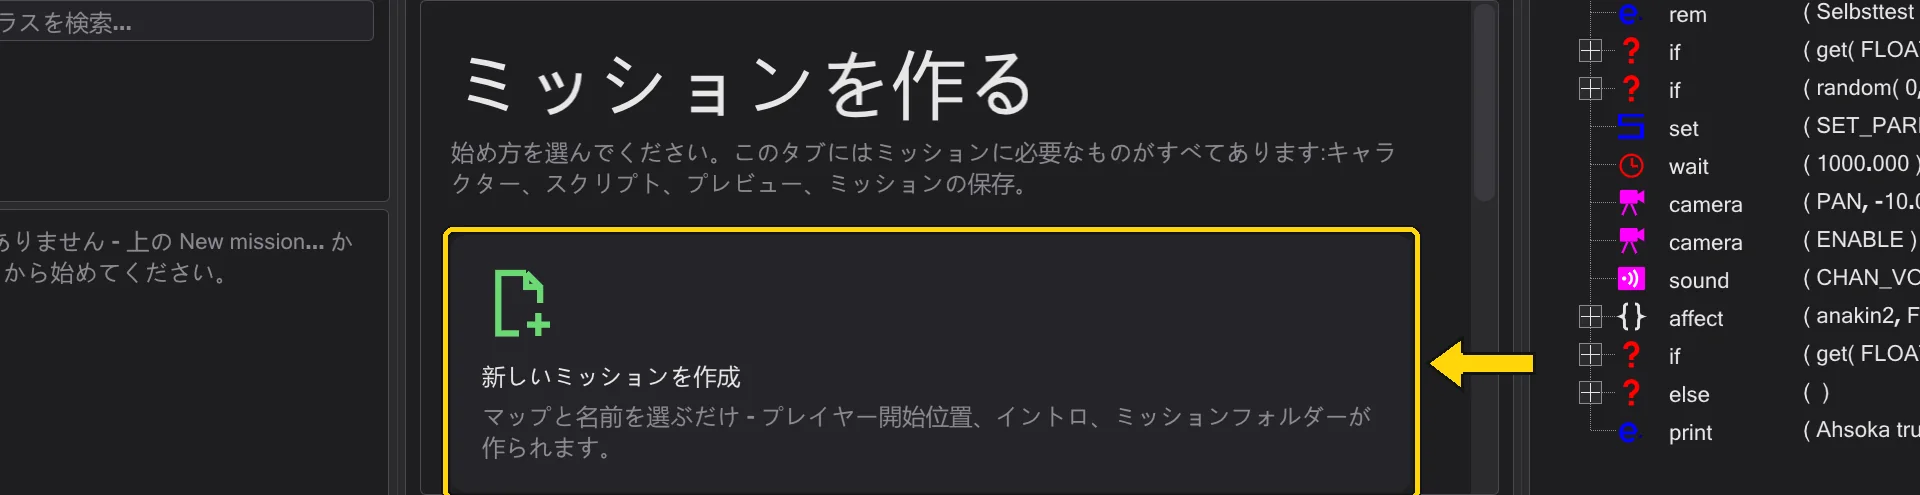 ラスを検索...
ありません - 上の New mission... か
から始めてください。
ミッションを作る
始め方を選んでください。このタブにはミッションに必要なものがすべてあります:キャラ
クター、スクリプト、プレビュー、ミッションの保存。
新しいミッションを作成
マップと名前を選ぶだけ - プレイヤー開始位置、イントロ、ミッションフォルダーが
作られます。
rem ( Selbsttest
if ( get( FLOA
if ( random( 0,
set ( SET_PAR
wait ( 1000.000 )
camera ( PAN, -10.0
camera ( ENABLE )
sound ( CHAN_VO
affect ( anakin2, F
if ( get( FLOA
else ( )
print ( Ahsoka tru